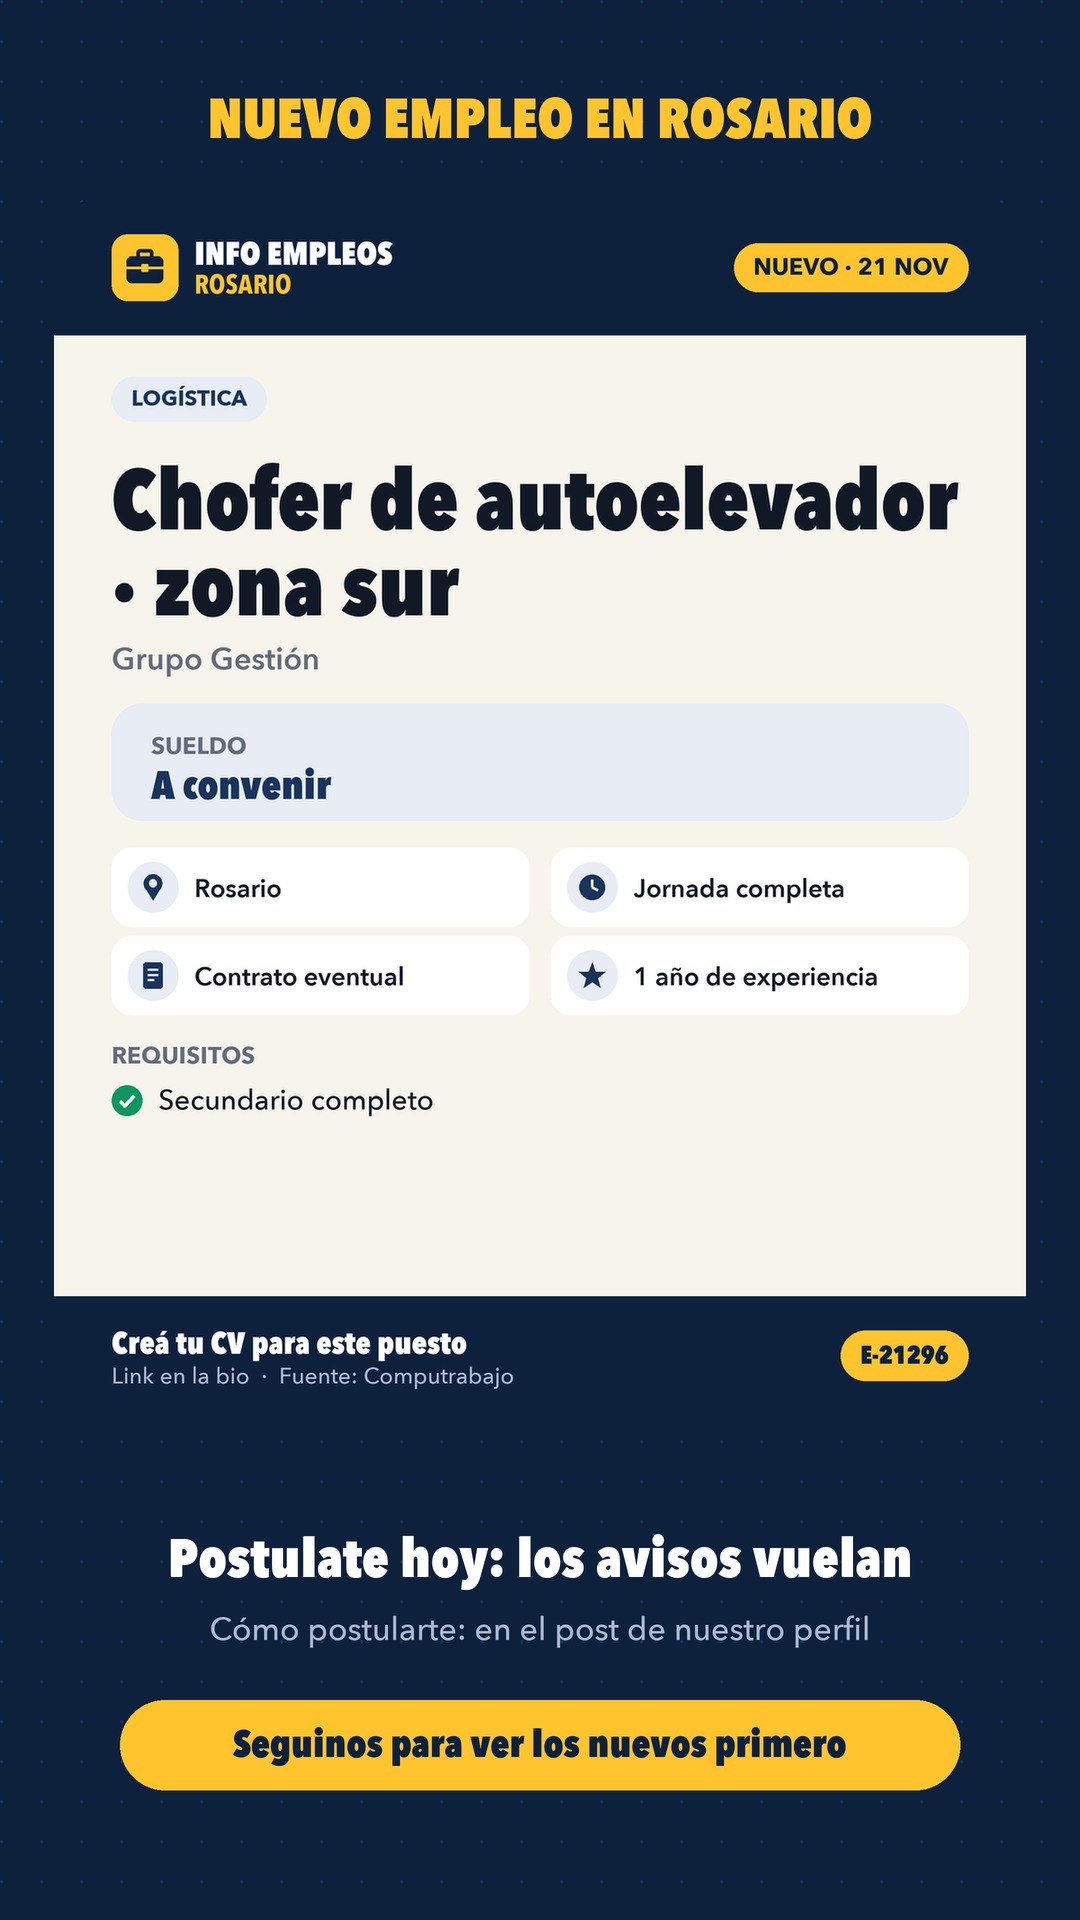 NUEVO EMPLEO EN ROSARIO
INFO EMPLEOS
ROSARIO
NUEVO · 21 NOV
LOGÍSTICA
Chofer de autoelevador
· zona sur
Grupo Gestión
SUELDO
A convenir
Rosario
Jornada completa
Contrato eventual
1 año de experiencia
REQUISITOS
Secundario completo
Creá tu CV para este puesto
Link en la bio · Fuente: Computrabajo
E-21296
Postulate hoy: los avisos vuelan
Cómo postularte: en el post de nuestro perfil
Seguinos para ver los nuevos primero